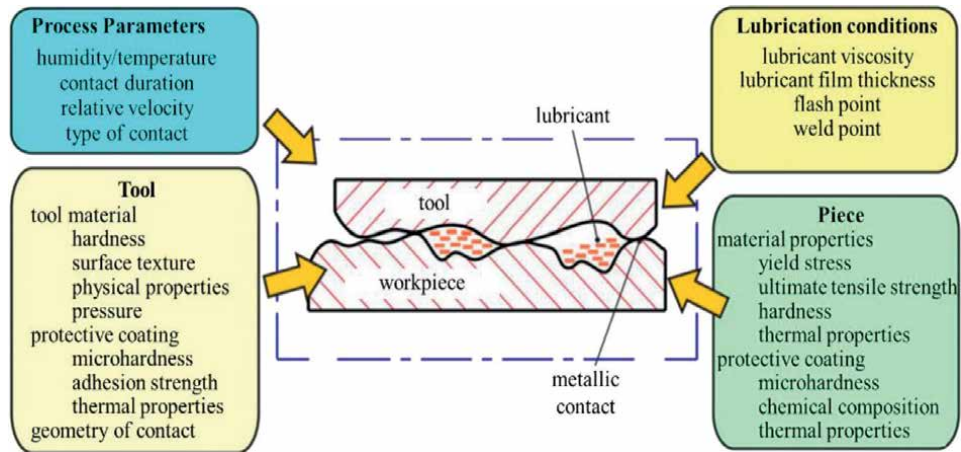 Process Parameters
humidity/temperature
contact duration
relative velocity
type of contact
Lubrication conditions
lubricant viscosity
lubricant film thickness
flash point
weld point
Tool
tool material
hardness
surface texture
physical properties
pressure
protective coating
microhardness
adhesion strength
thermal properties
geometry of contact
lubricant
tool
workpiece
metallic
contact
Piece
material properties
yield stress
ultimate tensile strength
hardness
thermal properties
protective coating
microhardness
chemical composition
thermal properties